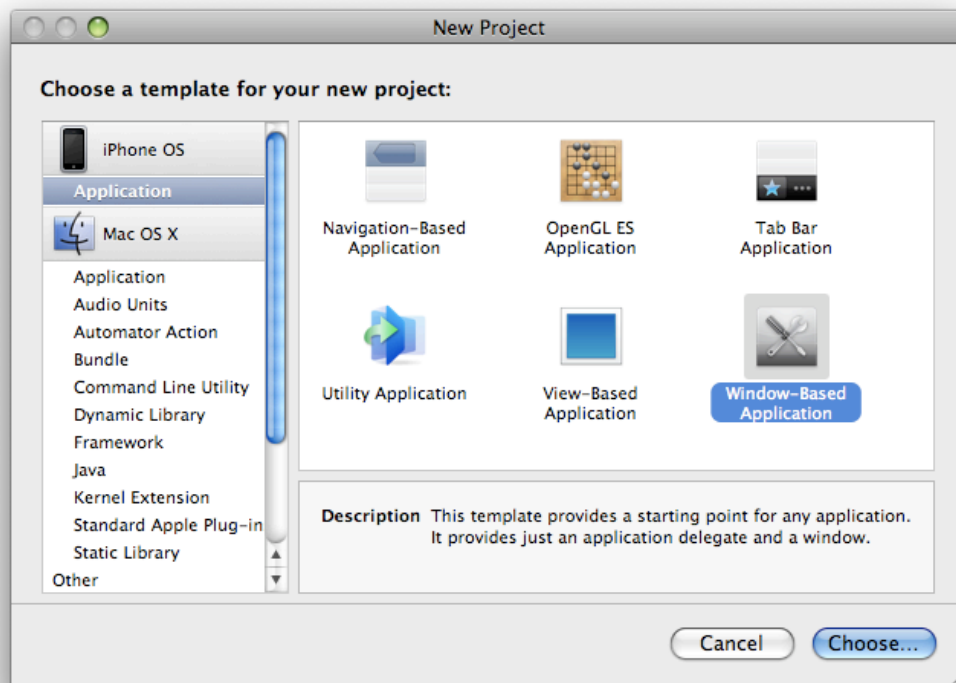 New Project
Choose a template for your new project:
iPhone OS
Application
Mac OS X
Application
Audio Units
Automator Action
Bundle
Command Line Utility
Dynamic Library
Framework
Java
Kernel Extension
Standard Apple Plug-in
Static Library
Other
Navigation-Based
Application
OpenGL ES
Application
Tab Bar
Application
Utility Application
View-Based
Application
Window-Based
Application
Description This template provides a starting point for any application.
It provides just an application delegate and a window.
Cancel
Choose...